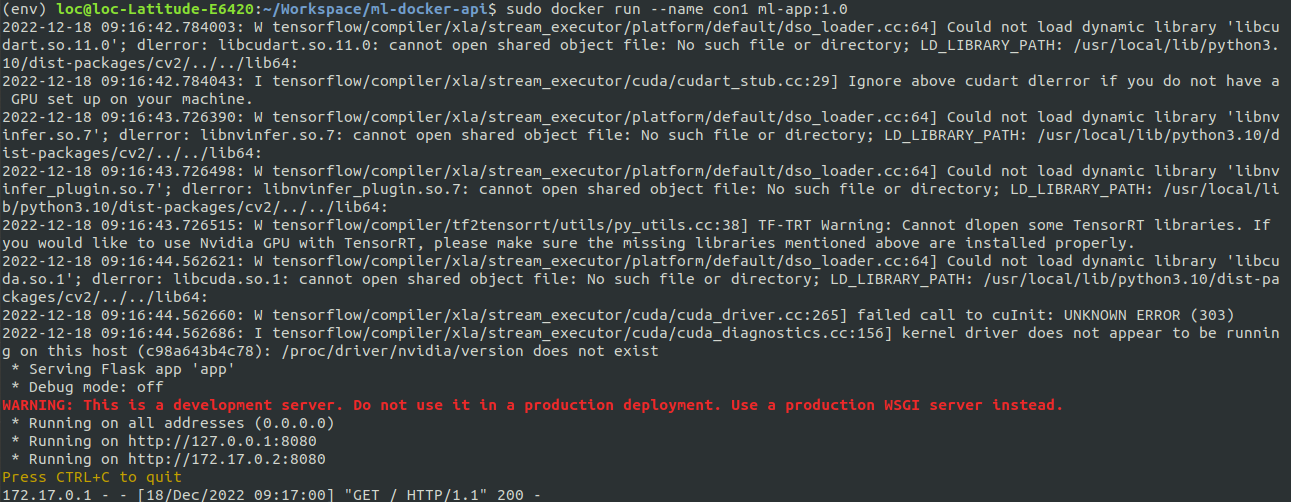 (env) loc@loc-Latitude-E6420:~/Workspace/ml-docker-api$ sudo docker run --name con1 ml-app:1.0
2022-12-18 09:16:42.784003: W tensorflow/compiler/xla/stream_executor/platform/default/dso_loader.cc:64] Could not load dynamic library 'libcu
dart.so.11.0'; dlerror: libcudart.so.11.0: cannot open shared object file: No such file or directory; LD_LIBRARY_PATH: /usr/local/lib/python3.
10/dist-packages/cv2/../../lib64:
2022-12-18 09:16:42.784043: I tensorflow/compiler/xla/stream_executor/cuda/cudart_stub.cc:29] Ignore above cudart dlerror if you do not have a
 GPU set up on your machine.
2022-12-18 09:16:43.726390: W tensorflow/compiler/xla/stream_executor/platform/default/dso_loader.cc:64] Could not load dynamic library 'libnv
infer.so.7'; dlerror: libnvinfer.so.7: cannot open shared object file: No such file or directory; LD_LIBRARY_PATH: /usr/local/lib/python3.10/d
ist-packages/cv2/../../lib64:
2022-12-18 09:16:43.726498: W tensorflow/compiler/xla/stream_executor/platform/default/dso_loader.cc:64] Could not load dynamic library 'libnv
infer_plugin.so.7'; dlerror: libnvinfer_plugin.so.7: cannot open shared object file: No such file or directory; LD_LIBRARY_PATH: /usr/local/li
b/python3.10/dist-packages/cv2/../../lib64:
2022-12-18 09:16:43.726515: W tensorflow/compiler/tf2tensorrt/utils/py_utils.cc:38] TF-TRT Warning: Cannot dlopen some TensorRT libraries. If
you would like to use Nvidia GPU with TensorRT, please make sure the missing libraries mentioned above are installed properly.
2022-12-18 09:16:44.562621: W tensorflow/compiler/xla/stream_executor/platform/default/dso_loader.cc:64] Could not load dynamic library 'libcu
da.so.1'; dlerror: libcuda.so.1: cannot open shared object file: No such file or directory; LD_LIBRARY_PATH: /usr/local/lib/python3.10/dist-pa
ckages/cv2/../../lib64:
2022-12-18 09:16:44.562660: W tensorflow/compiler/xla/stream_executor/cuda/cuda_driver.cc:265] failed call to cuInit: UNKNOWN ERROR (303)
2022-12-18 09:16:44.562686: I tensorflow/compiler/xla/stream_executor/cuda/cuda_diagnostics.cc:156] kernel driver does not appear to be runnin
g on this host (c98a643b4c78): /proc/driver/nvidia/version does not exist
 * Serving Flask app 'app'
 * Debug mode: off
WARNING: This is a development server. Do not use it in a production deployment. Use a production WSGI server instead.
 * Running on all addresses (0.0.0.0)
 * Running on http://127.0.0.1:8080
 * Running on http://172.17.0.2:8080
Press CTRL+C to quit
172.17.0.1 - - [18/Dec/2022 09:17:00] "GET / HTTP/1.1" 200 -